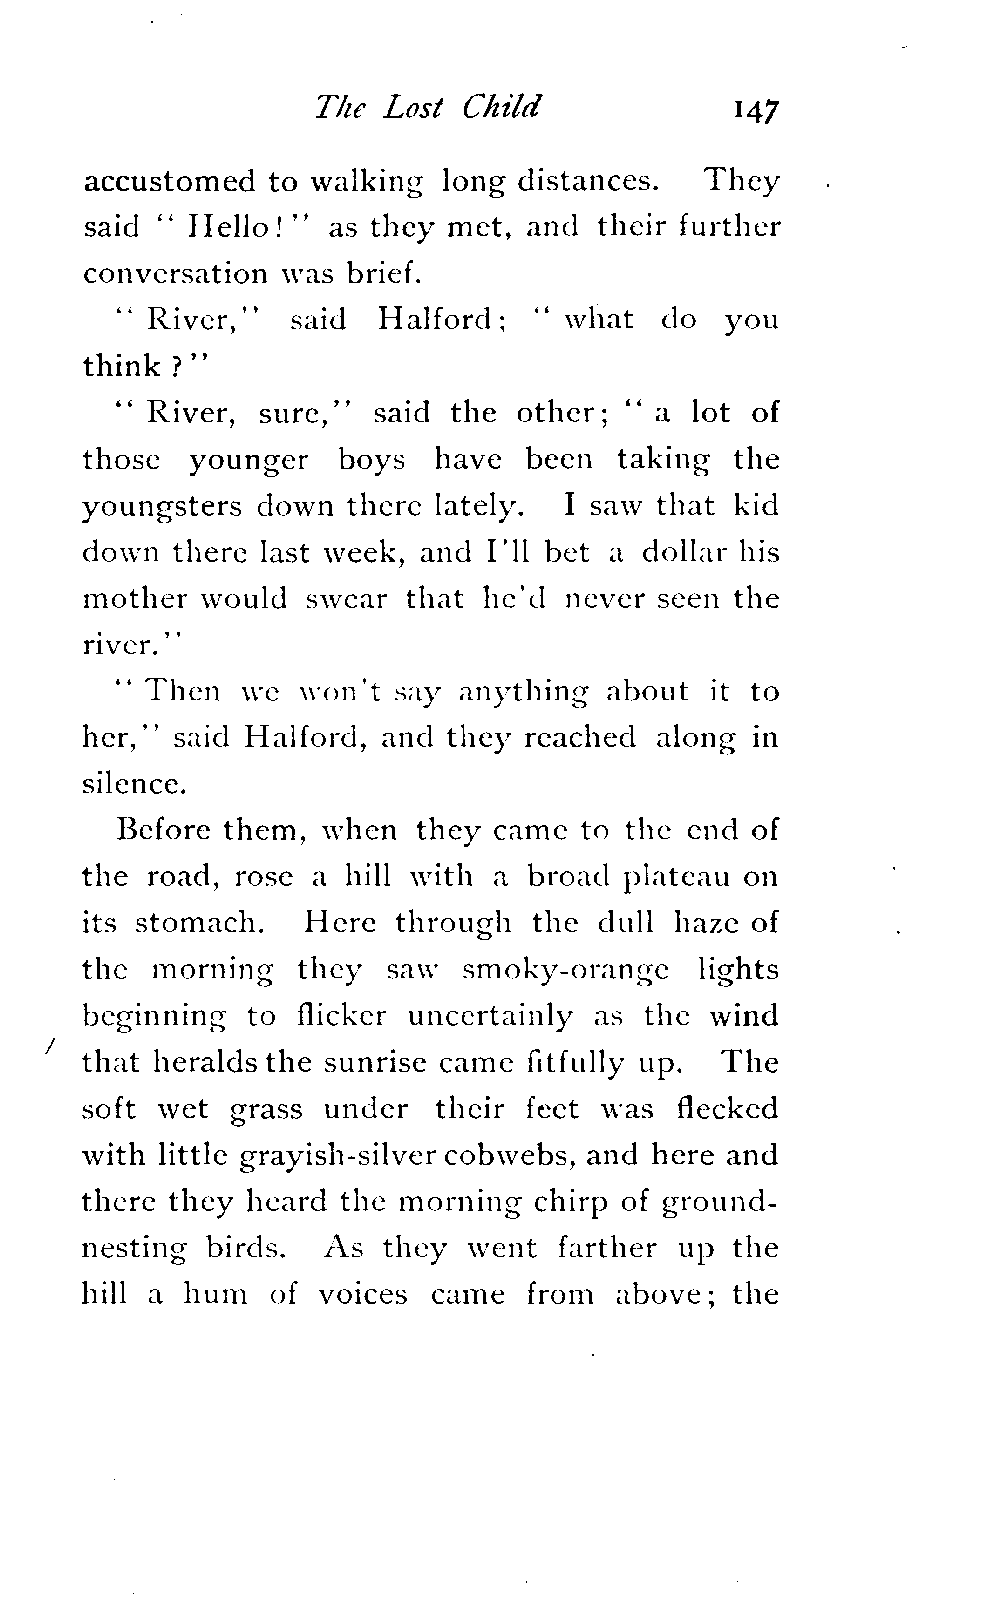 The Lost Child 147
accustomed to walking long distances. They
said " Hello! " as they met, and their further
conversation was brief.
" River," said Halford; " what do you
think ? "
" River, sure," said the other; " a lot of
those younger boys have been taking the
youngsters down there lately. I saw that kid
down there last week, and I'll bet a dollar his
mother would swear that he'd never seen the
river."
" Then we won't say anything about it to
her," said Halford, and they reached along in
silence.
Before them, when they came to the end of
the road, rose a hill with a broad plateau on
its stomach. Here through the dull haze of
the morning they saw smoky-orange lights
beginning to flicker uncertainly as the wind
that heralds the sunrise came fitfully up. The
soft wet grass under their feet was flecked
with little grayish-silver cobwebs, and here and
there they heard the morning chirp of ground-
nesting birds. As they went farther up the
hill a hum of voices came from above; the